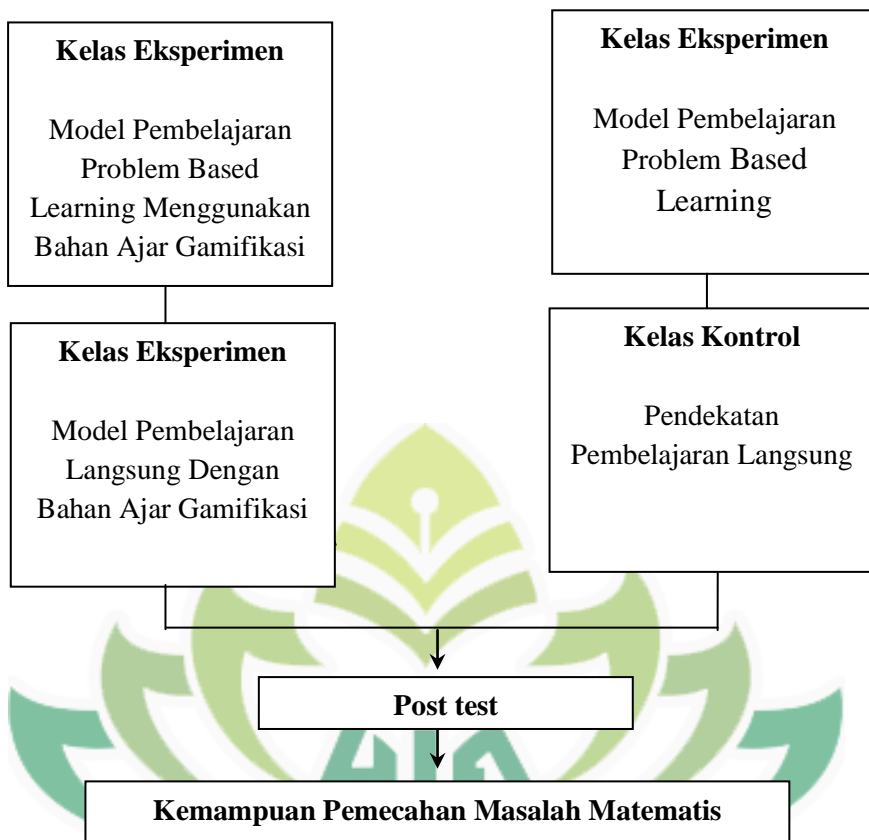 Kelas Eksperimen
Model Pembelajaran
Problem Based
Learning Menggunakan
Bahan Ajar Gamifikasi
Kelas Eksperimen
Model Pembelajaran
Problem Based
Learning
Kelas Eksperimen
Model Pembelajaran
Langsung Dengan
Bahan Ajar Gamifikasi
Kelas Kontrol
Pendekatan
Pembelajaran Langsung
Post test
Kemampuan Pemecahan Masalah Matematis